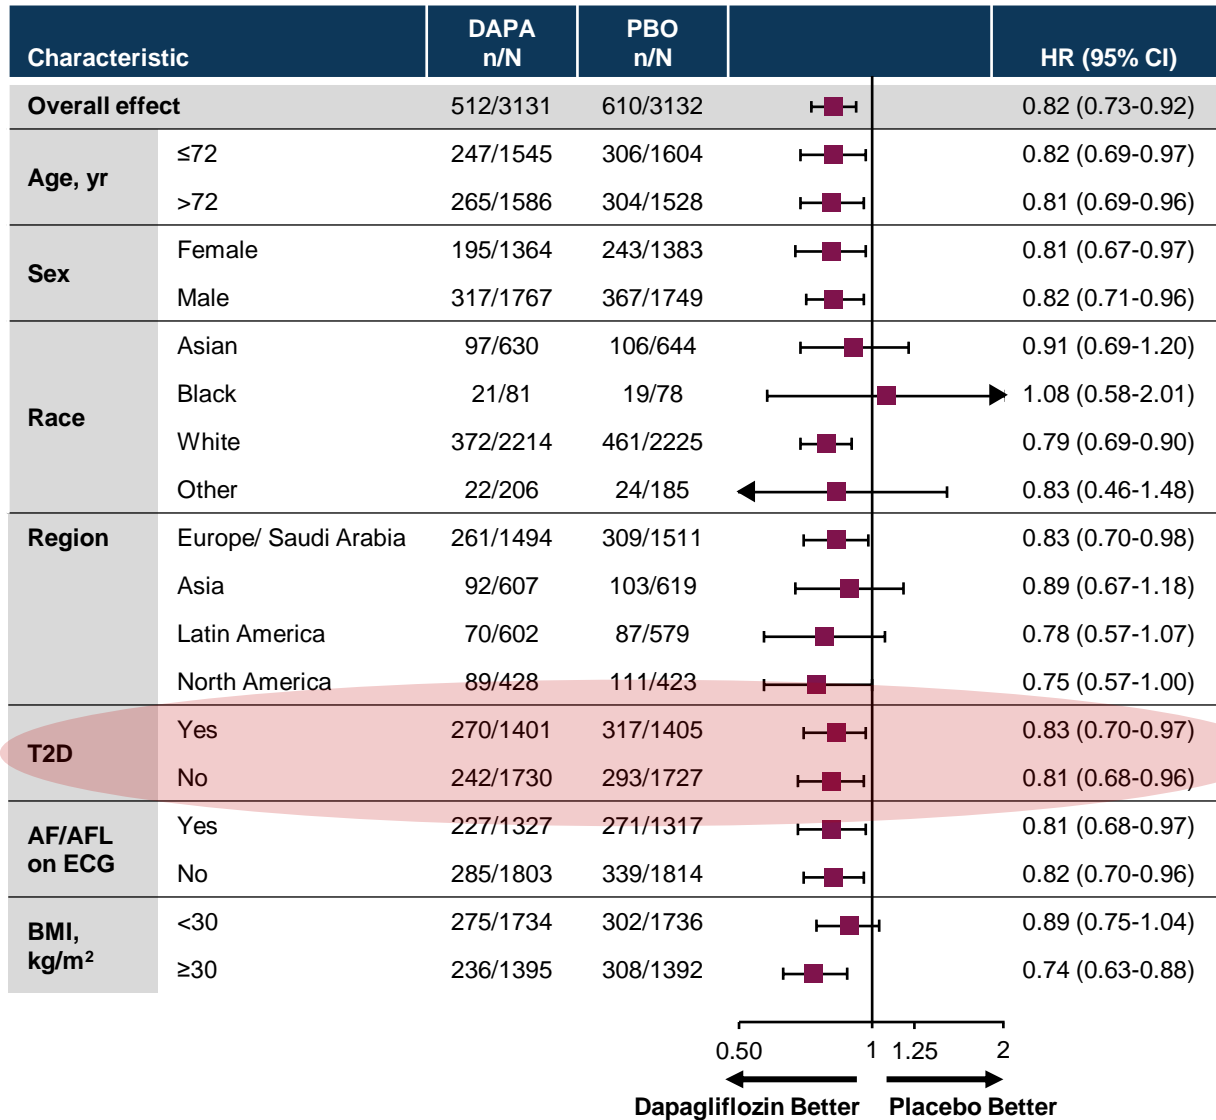 Characteristic DAPA n/N PBO n/N HR (95% CI)
Overall effect 512/3131 610/3132 0.82 (0.73-0.92)
Age, yr ≤72 247/1545 306/1604 0.82 (0.69-0.97)
>72 265/1586 304/1528 0.81 (0.69-0.96)
Sex Female 195/1364 243/1383 0.81 (0.67-0.97)
Male 317/1767 367/1749 0.82 (0.71-0.96)
Race Asian 97/630 106/644 0.91 (0.69-1.20)
Black 21/81 19/78 1.08 (0.58-2.01)
White 372/2214 461/2225 0.79 (0.69-0.90)
Other 22/206 24/185 0.83 (0.46-1.48)
Region Europe/ Saudi Arabia 261/1494 309/1511 0.83 (0.70-0.98)
Asia 92/607 103/619 0.89 (0.67-1.18)
Latin America 70/602 87/579 0.78 (0.57-1.07)
North America 89/428 111/423 0.75 (0.57-1.00)
T2D Yes 270/1401 317/1405 0.83 (0.70-0.97)
No 242/1730 293/1727 0.81 (0.68-0.96)
AF/AFL on ECG Yes 227/1327 271/1317 0.81 (0.68-0.97)
No 285/1803 339/1814 0.82 (0.70-0.96)
BMI, kg/m² <30 275/1734 302/1736 0.89 (0.75-1.04)
≥30 236/1395 308/1392 0.74 (0.63-0.88)
0.50 1 1.25 2
Dapagliflozin Better Placebo Better